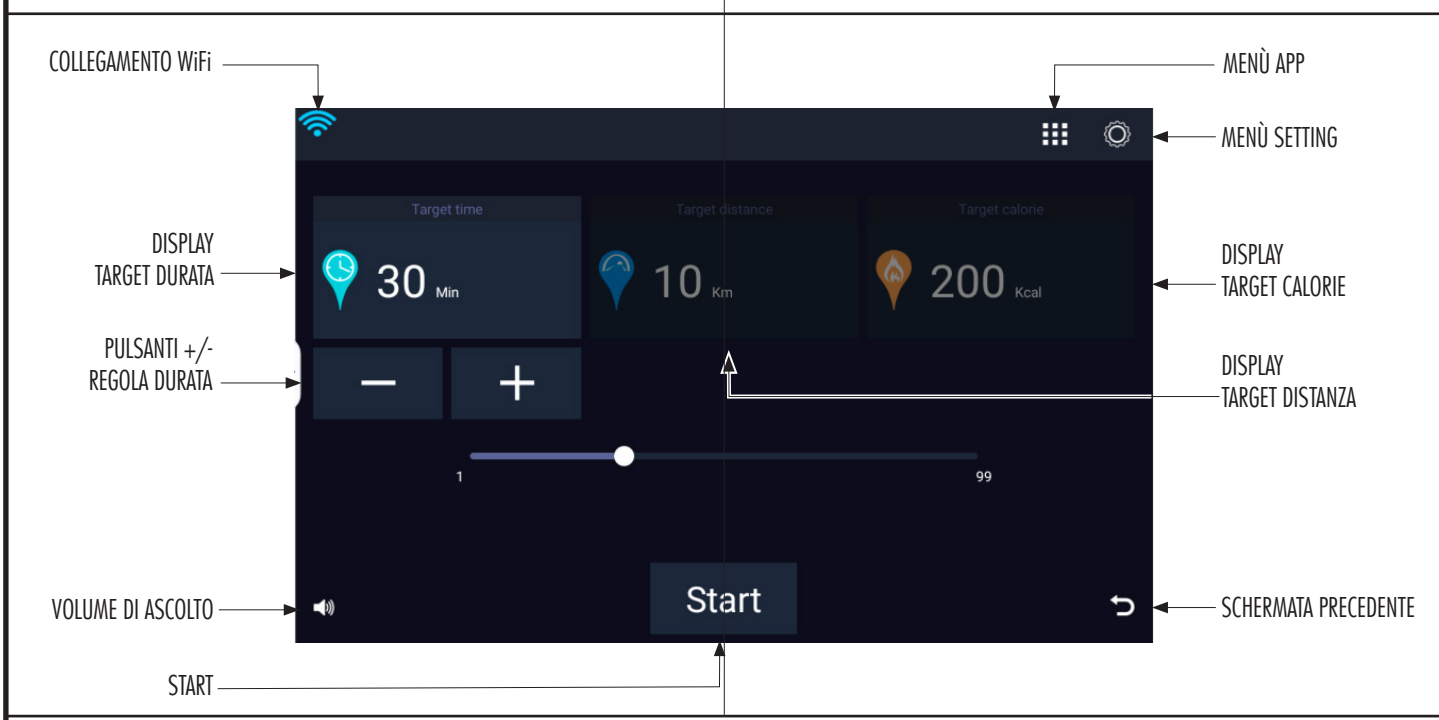 COLLEGAMENTO WiFi
MENÙ APP
MENÙ SETTING
Target time
Target distance
Target calorie
DISPLAY
TARGET DURATA
30 Min
10 Km
200 Kcal
DISPLAY
TARGET CALORIE
PULSANTI +/-
REGOLA DURATA
DISPLAY
TARGET DISTANZA
1
99
VOLUME DI ASCOLTO
Start
SCHERMATA PRECEDENTE
START